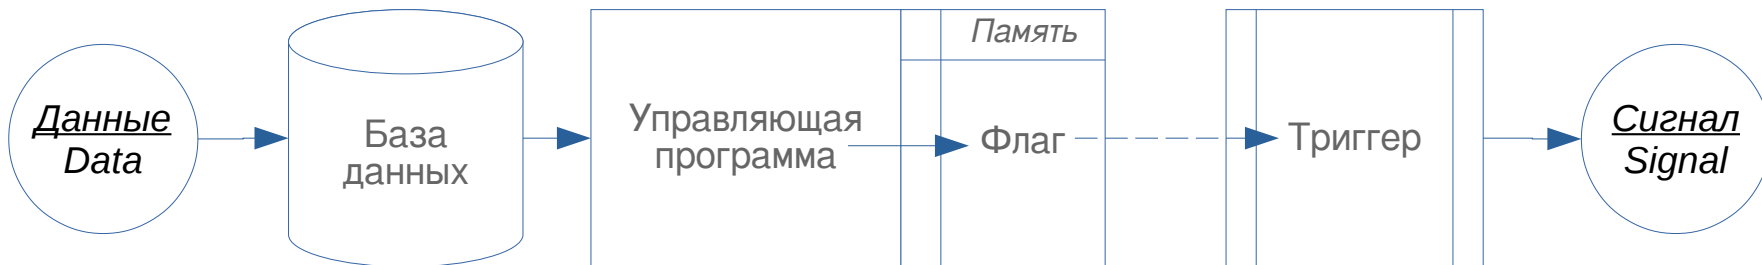 Данные
Data
База
данных
Управляющая
программа
Память
Флаг
Триггер
Сигнал
Signal